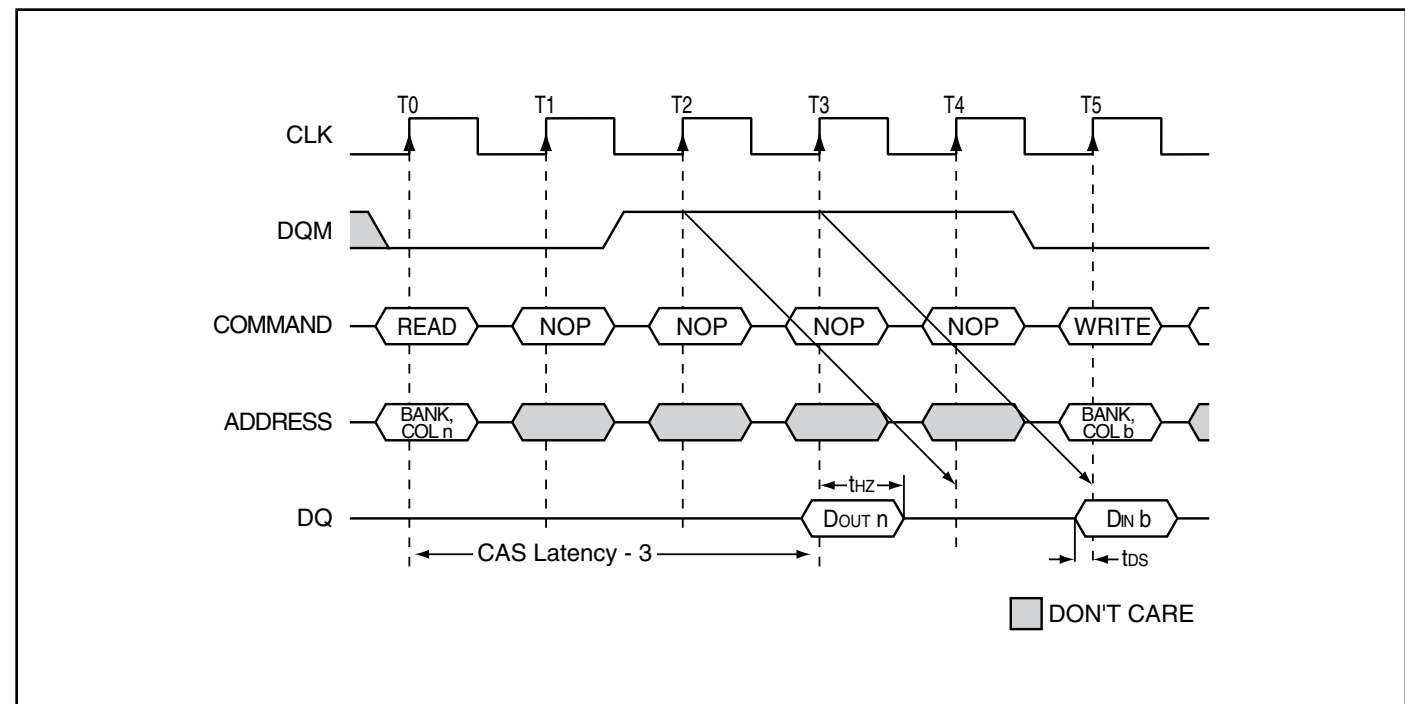 T0 T1 T2 T3 T4 T5
CLK
DQM
COMMAND READ NOP NOP NOP NOP WRITE
ADDRESS BANK, COL n BANK, COL b
tHZ
DQ DOUT n DIN b
CAS Latency - 3 tDS
DON'T CARE